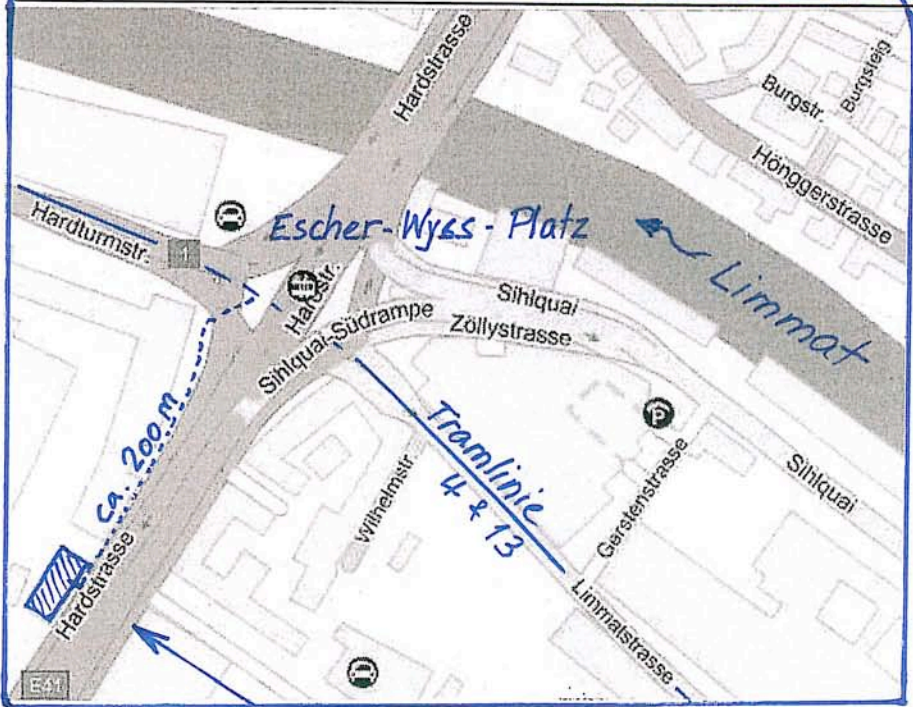 Hardstrasse
Burgsteig
Burgstr.
Hönggerstrasse
Hardturmstr.
1
Escher-Wyss-Platz
Limmat
Hardstr.
Sihlquai
Zöllystrasse
Sihlquai-Südrampe
P
ca. 200 m
Tramlinie
4 + 13
Wilhelmstr.
Gerstenstrasse
Sihlquai
Hardstrasse
Limmatstrasse
E41